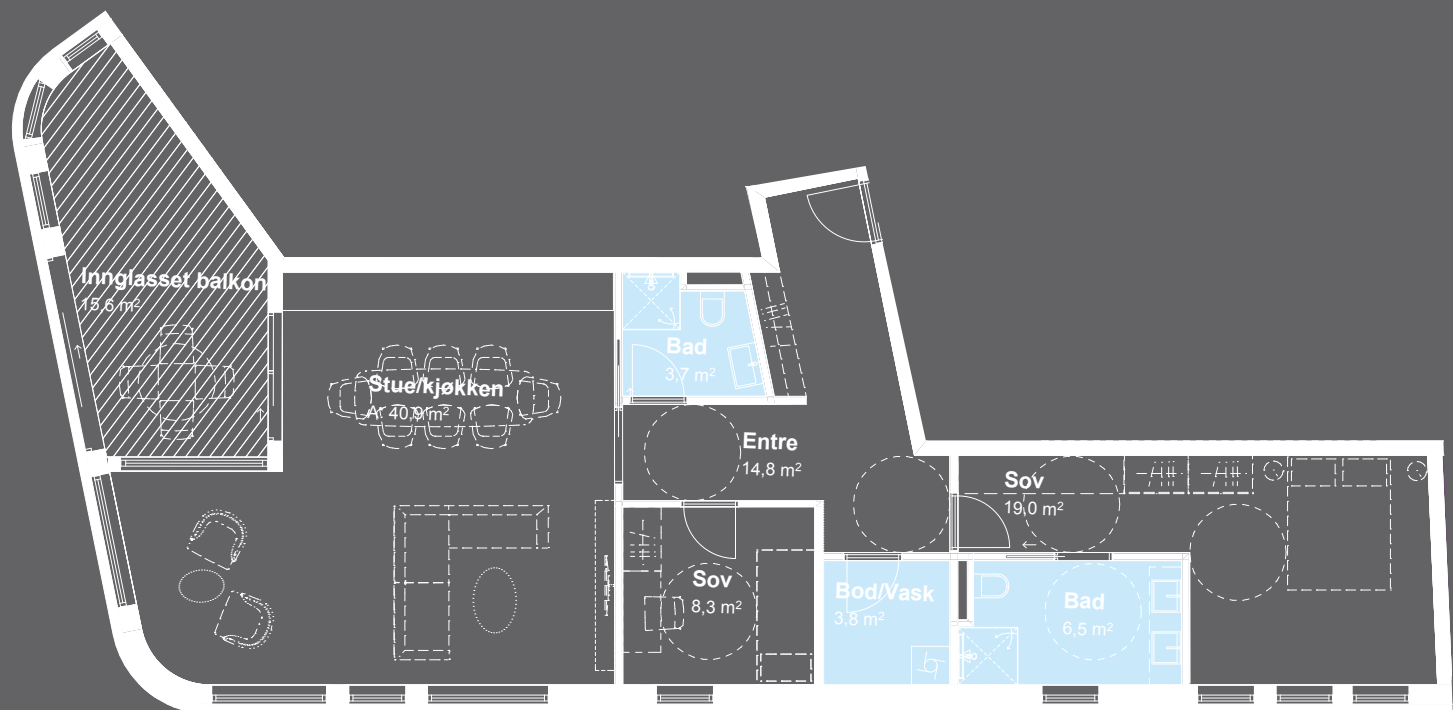 Innglasset balkon
15,6 m²
Stue/kjøkken
A: 40,9 m²
Bad
3,7 m²
Entre
14,8 m²
Sov
19,0 m²
Sov
8,3 m²
Bod/Vask
3,8 m²
Bad
6,5 m²